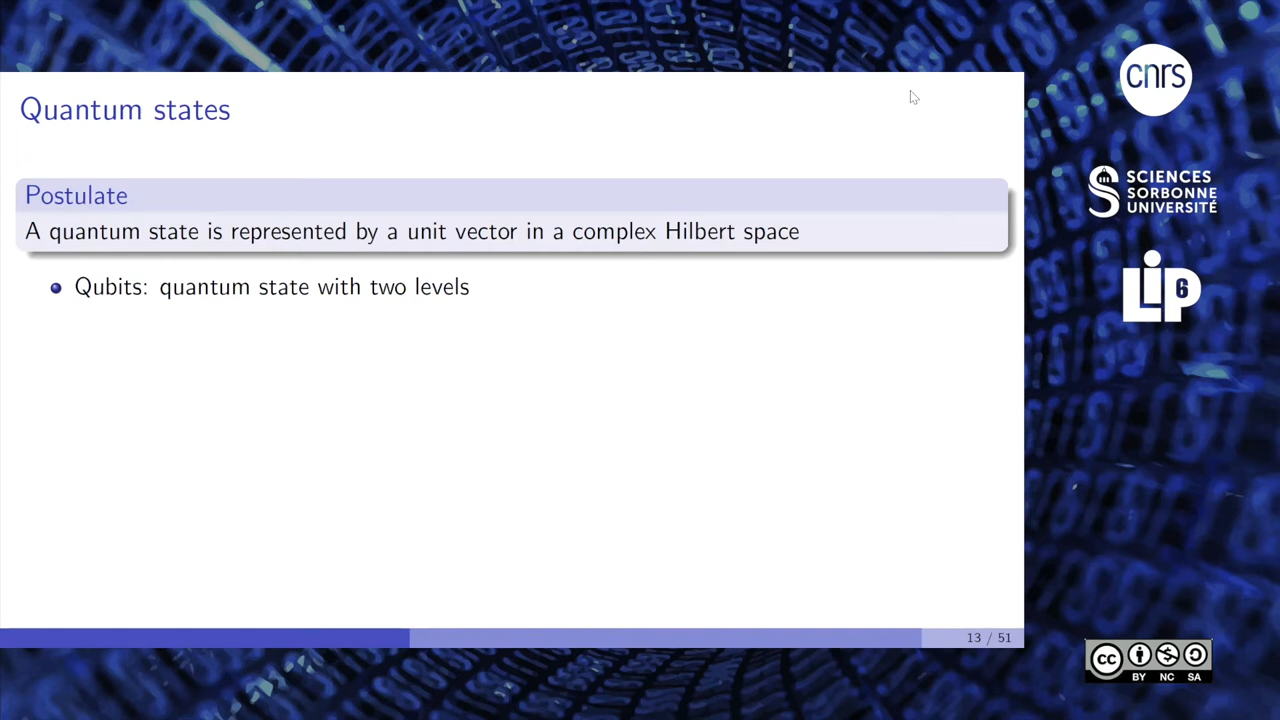 Quantum states
Postulate
A quantum state is represented by a unit vector in a complex Hilbert space
Qubits: quantum state with two levels
13 / 51
cnrs
SCIENCES
SORBONNE
UNIVERSITÉ
LIP6
cc
BY NC SA